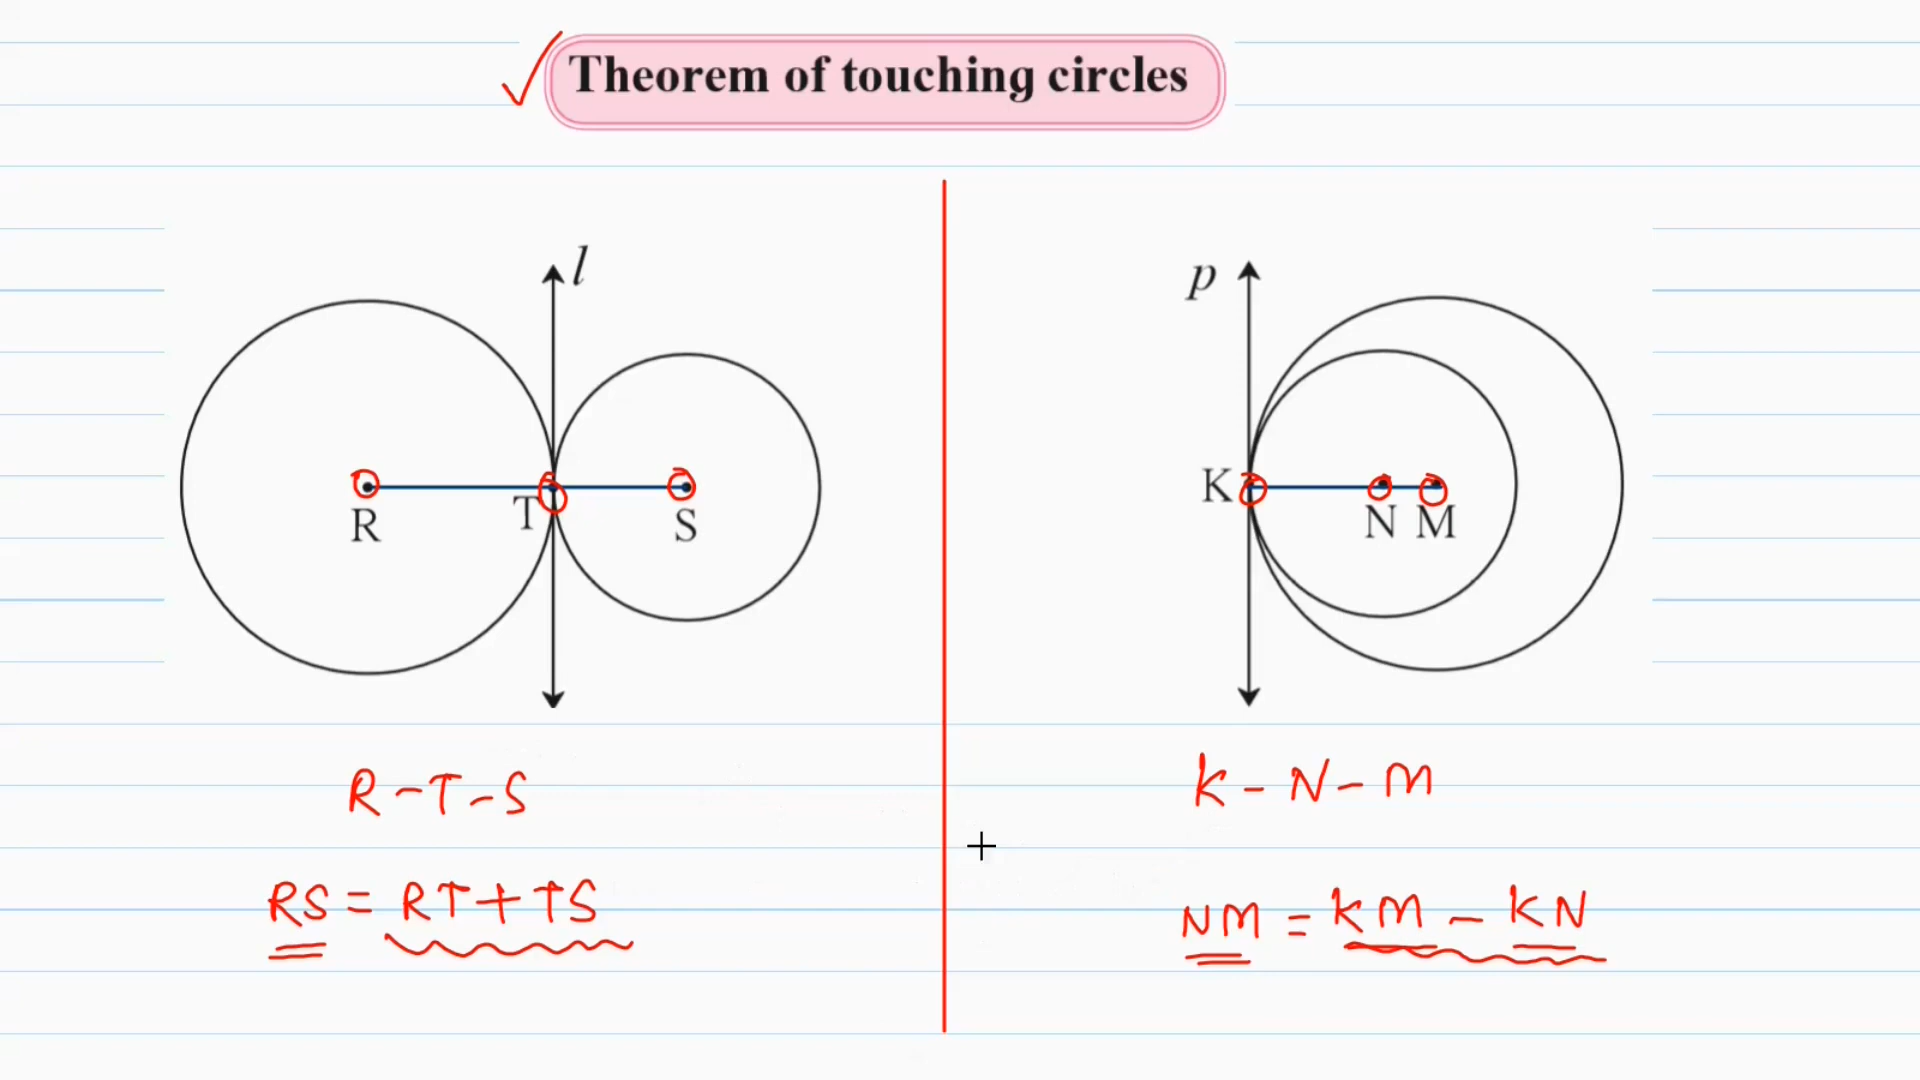 Theorem of touching circles
l
R T S
R - T - S
RS = RT + TS
p
K N M
K - N - M
NM = KM - KN